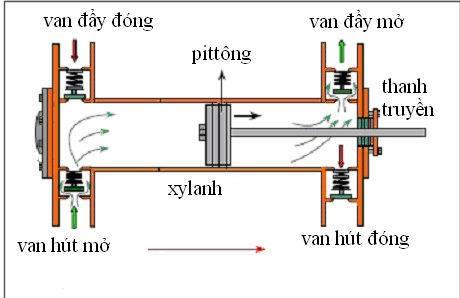 van đẩy đóng
van đẩy mở
pittông
thanh
truyền
xylanh
van hút mở
van hút đóng